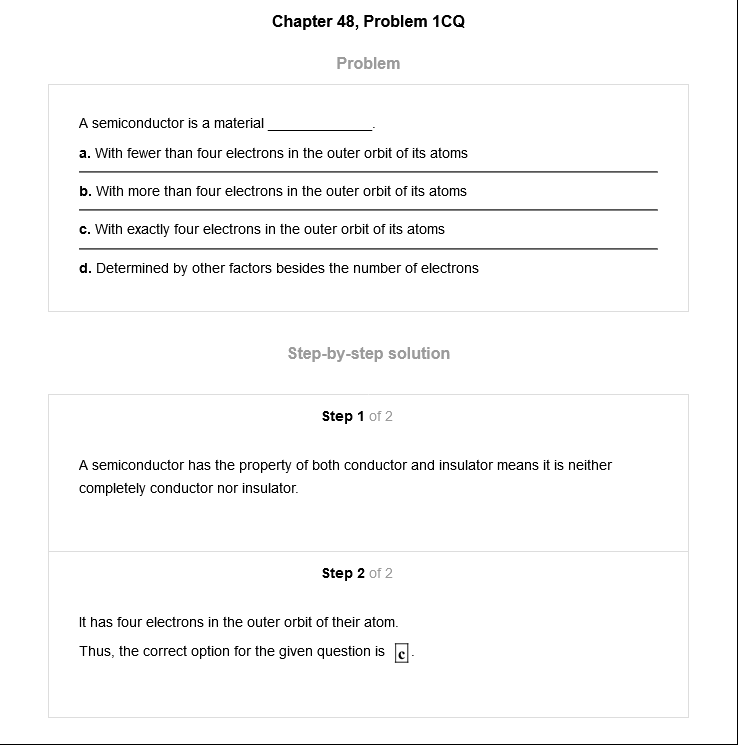 Chapter 48, Problem 1CQ
Problem
A semiconductor is a material _____________.
a. With fewer than four electrons in the outer orbit of its atoms
b. With more than four electrons in the outer orbit of its atoms
c. With exactly four electrons in the outer orbit of its atoms
d. Determined by other factors besides the number of electrons
Step-by-step solution
Step 1 of 2
A semiconductor has the property of both conductor and insulator means it is neither
completely conductor nor insulator.
Step 2 of 2
It has four electrons in the outer orbit of their atom.
Thus, the correct option for the given question is c.